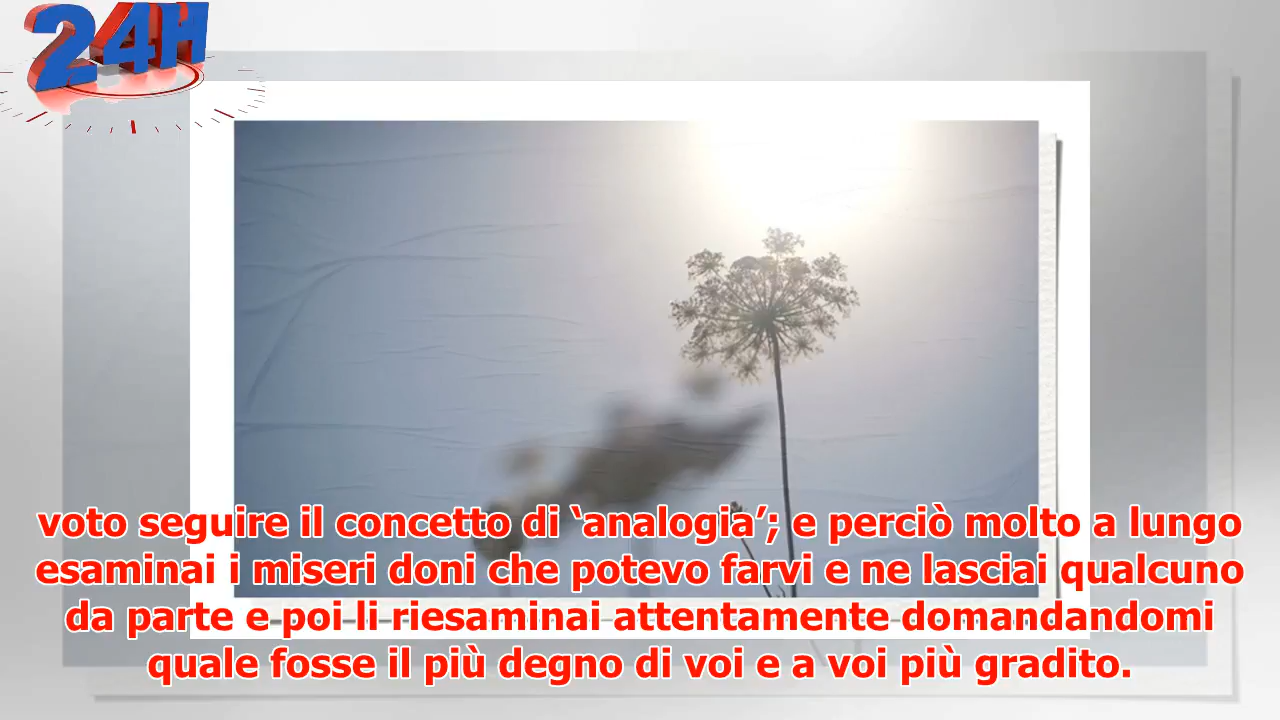 24H
voto seguire il concetto di ‘analogia’; e perciò molto a lungo
esaminai i miseri doni che potevo farvi e ne lasciai qualcuno
da parte e poi li riesaminai attentamente domandandomi
quale fosse il più degno di voi e a voi più gradito.